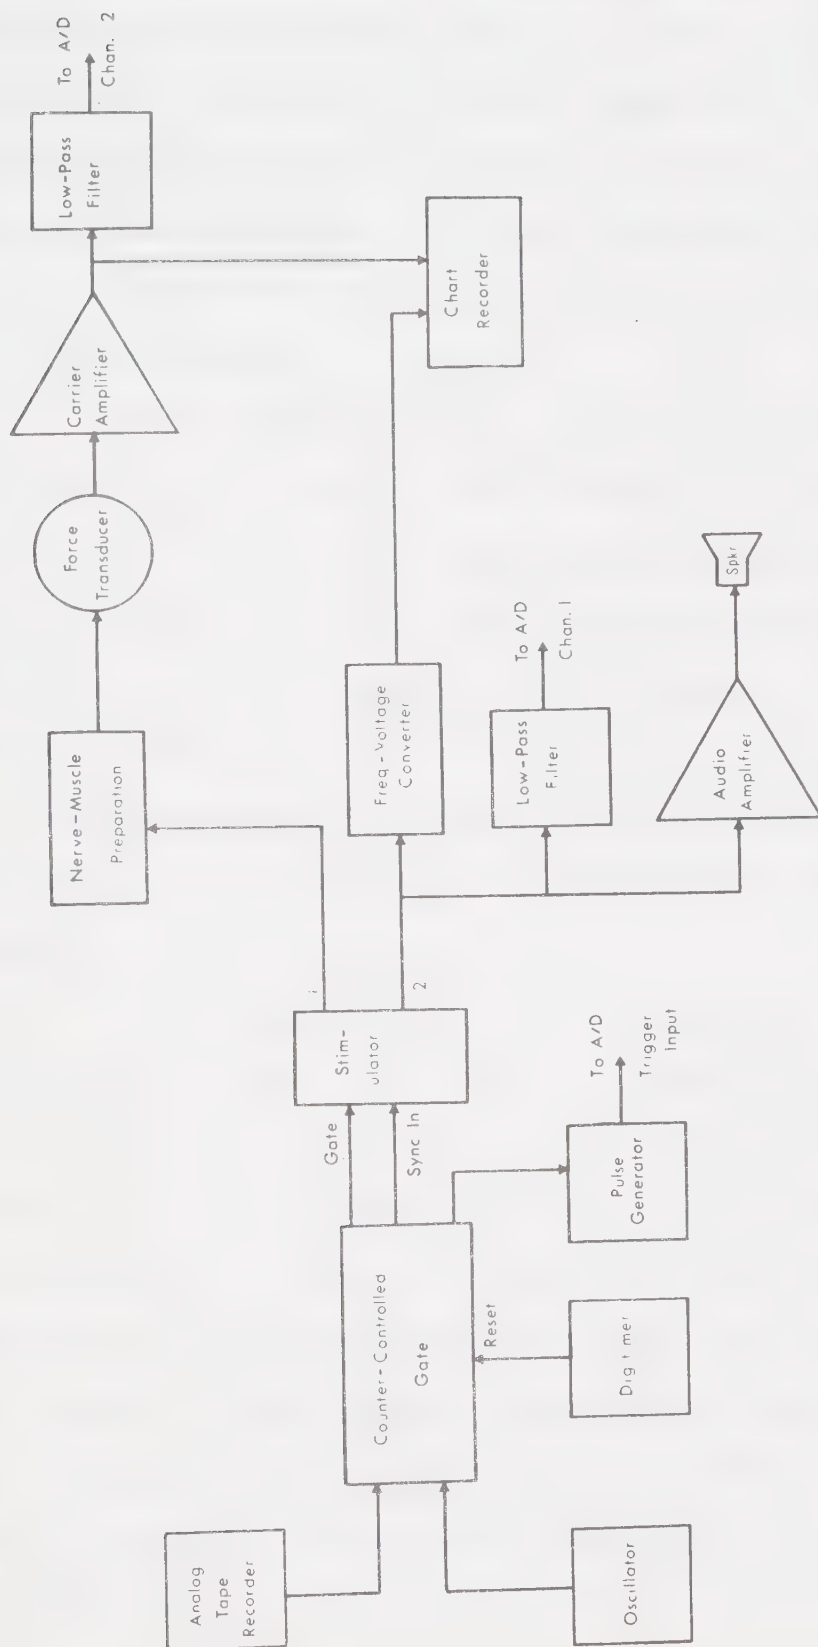 Analog
Tape
Recorder
Oscillator
Counter-Controlled
Gate
Reset
Digitimer
Gate
Sync In
Pulse
Generator
To A/D
Trigger
Input
Stim-
ulator
1
2
Nerve-Muscle
Preparation
Force
Transducer
Carrier
Amplifier
Low-Pass
Filter
To A/D
Chan. 2
Freq-Voltage
Converter
Chart
Recorder
Low-Pass
Filter
To A/D
Chan. 1
Audio
Amplifier
Spkr